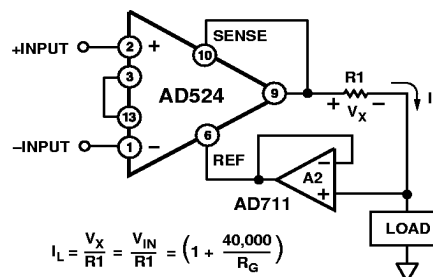 +INPUT
2
+
10
SENSE
3
AD524
9
R1
+ VX −
I
13
−INPUT
1
−
6
REF
−
A2
+
AD711
LOAD
IL = VX/R1 = VIN/R1 = (1 + 40,000/RG)